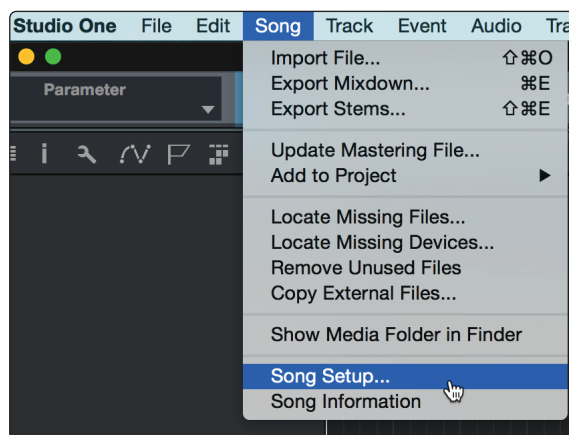 Studio One File Edit Song Track Event Audio
Parameter
Import File... ⇧⌘O
Export Mixdown... ⌘E
Export Stems... ⇧⌘E
Update Mastering File...
Add to Project
Locate Missing Files...
Locate Missing Devices...
Remove Unused Files
Copy External Files...
Show Media Folder in Finder
Song Setup...
Song Information